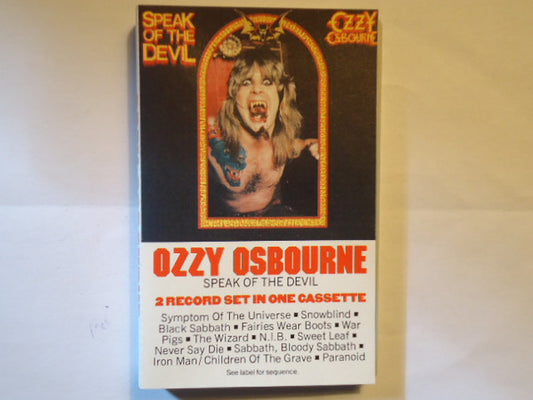 SPEAK
OF THE
DEVIL
OZZY
OSBOURNE
OZZY OSBOURNE
SPEAK OF THE DEVIL
2 RECORD SET IN ONE CASSETTE
Symptom Of The Universe ▪ Snowblind ▪
Black Sabbath ▪ Fairies Wear Boots ▪ War
Pigs ▪ The Wizard ▪ N.I.B. ▪ Sweet Leaf ▪
Never Say Die ▪ Sabbath, Bloody Sabbath ▪
Iron Man/Children Of The Grave ▪ Paranoid
See label for sequence.